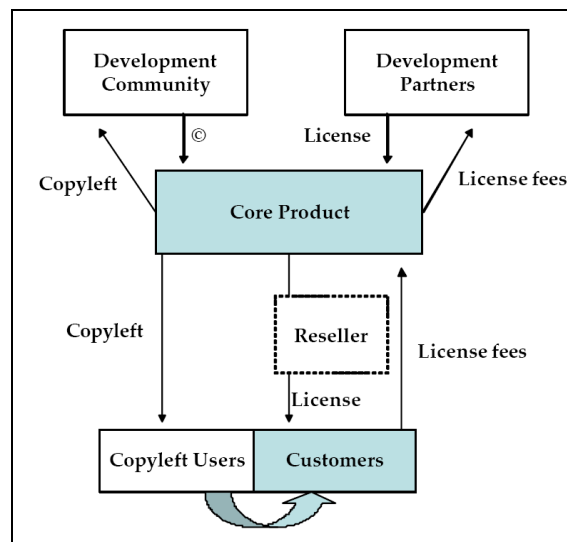 Development
Community
Development
Partners
©
License
Copyleft
License fees
Core Product
Copyleft
Reseller
License fees
License
Copyleft Users
Customers